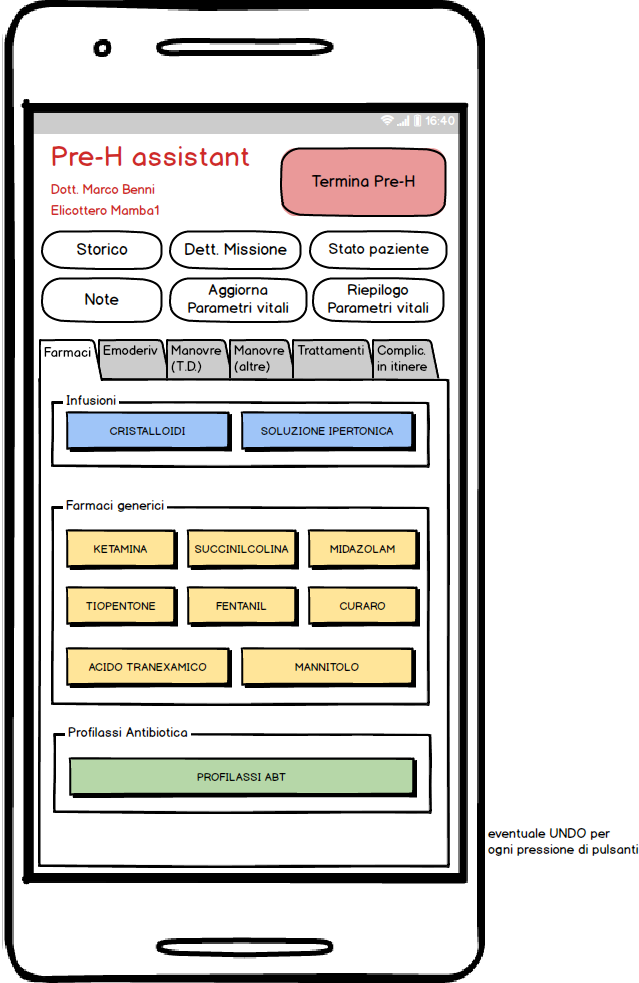 16:40
Pre-H assistant
Dott. Marco Benni
Elicottero Mamba1
Termina Pre-H
Storico
Dett. Missione
Stato paziente
Note
Aggiorna
Parametri vitali
Riepilogo
Parametri vitali
Farmaci
Emoderiv
Manovre
(T.D.)
Manovre
(altre)
Trattamenti
Complic.
in itinere
Infusioni
CRISTALLOIDI
SOLUZIONE IPERTONICA
Farmaci generici
KETAMINA
SUCCINILCOLINA
MIDAZOLAM
TIOPENTONE
FENTANIL
CURARO
ACIDO TRANEXAMICO
MANNITOLO
Profilassi Antibiotica
PROFILASSI ABT
eventuale UNDO per
ogni pressione di pulsanti